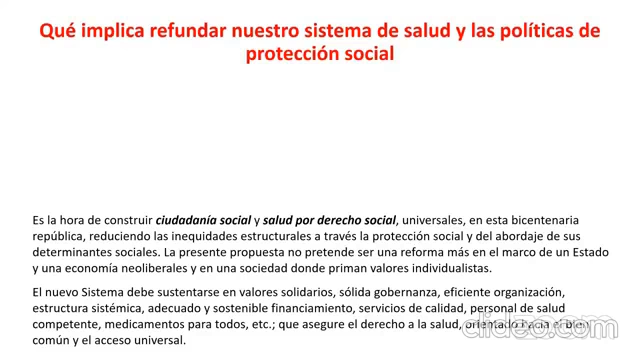 Qué implica refundar nuestro sistema de salud y las políticas de
protección social
Es la hora de construir ciudadanía social y salud por derecho social, universales, en esta bicentenaria
república, reduciendo las inequidades estructurales a través la protección social y del abordaje de sus
determinantes sociales. La presente propuesta no pretende ser una reforma más en el marco de un Estado
y una economía neoliberales y en una sociedad donde priman valores individualistas.
El nuevo Sistema debe sustentarse en valores solidarios, sólida gobernanza, eficiente organización,
estructura sistémica, adecuado y sostenible financiamiento, servicios de calidad, personal de salud
competente, medicamentos para todos, etc.; que asegure el derecho a la salud, orientado hacia el bien
común y el acceso universal.
clideo.com